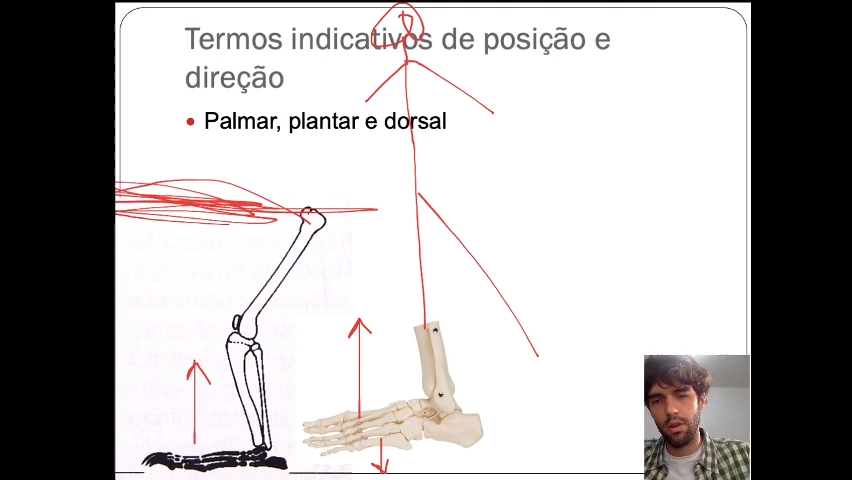 Termos indicativos de posição e
direção
Palmar, plantar e dorsal